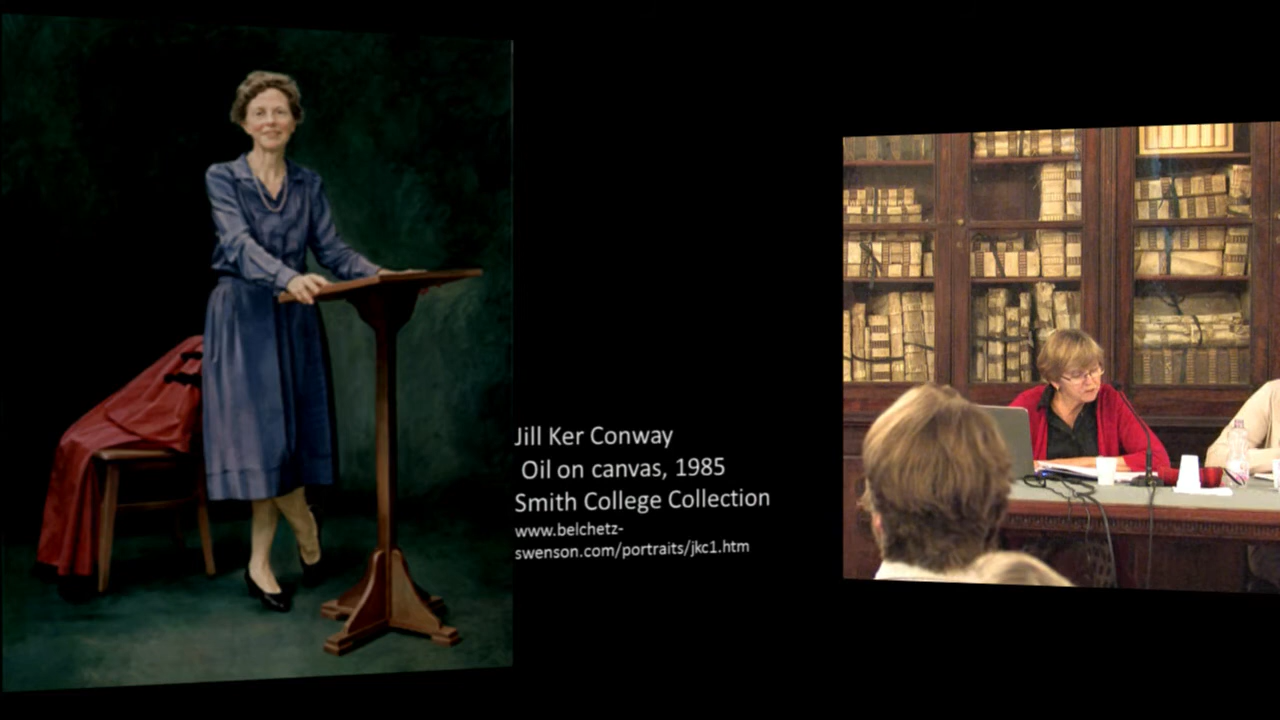 Jill Ker Conway
Oil on canvas, 1985
Smith College Collection
www.belchetz-
swenson.com/portraits/jkc1.htm